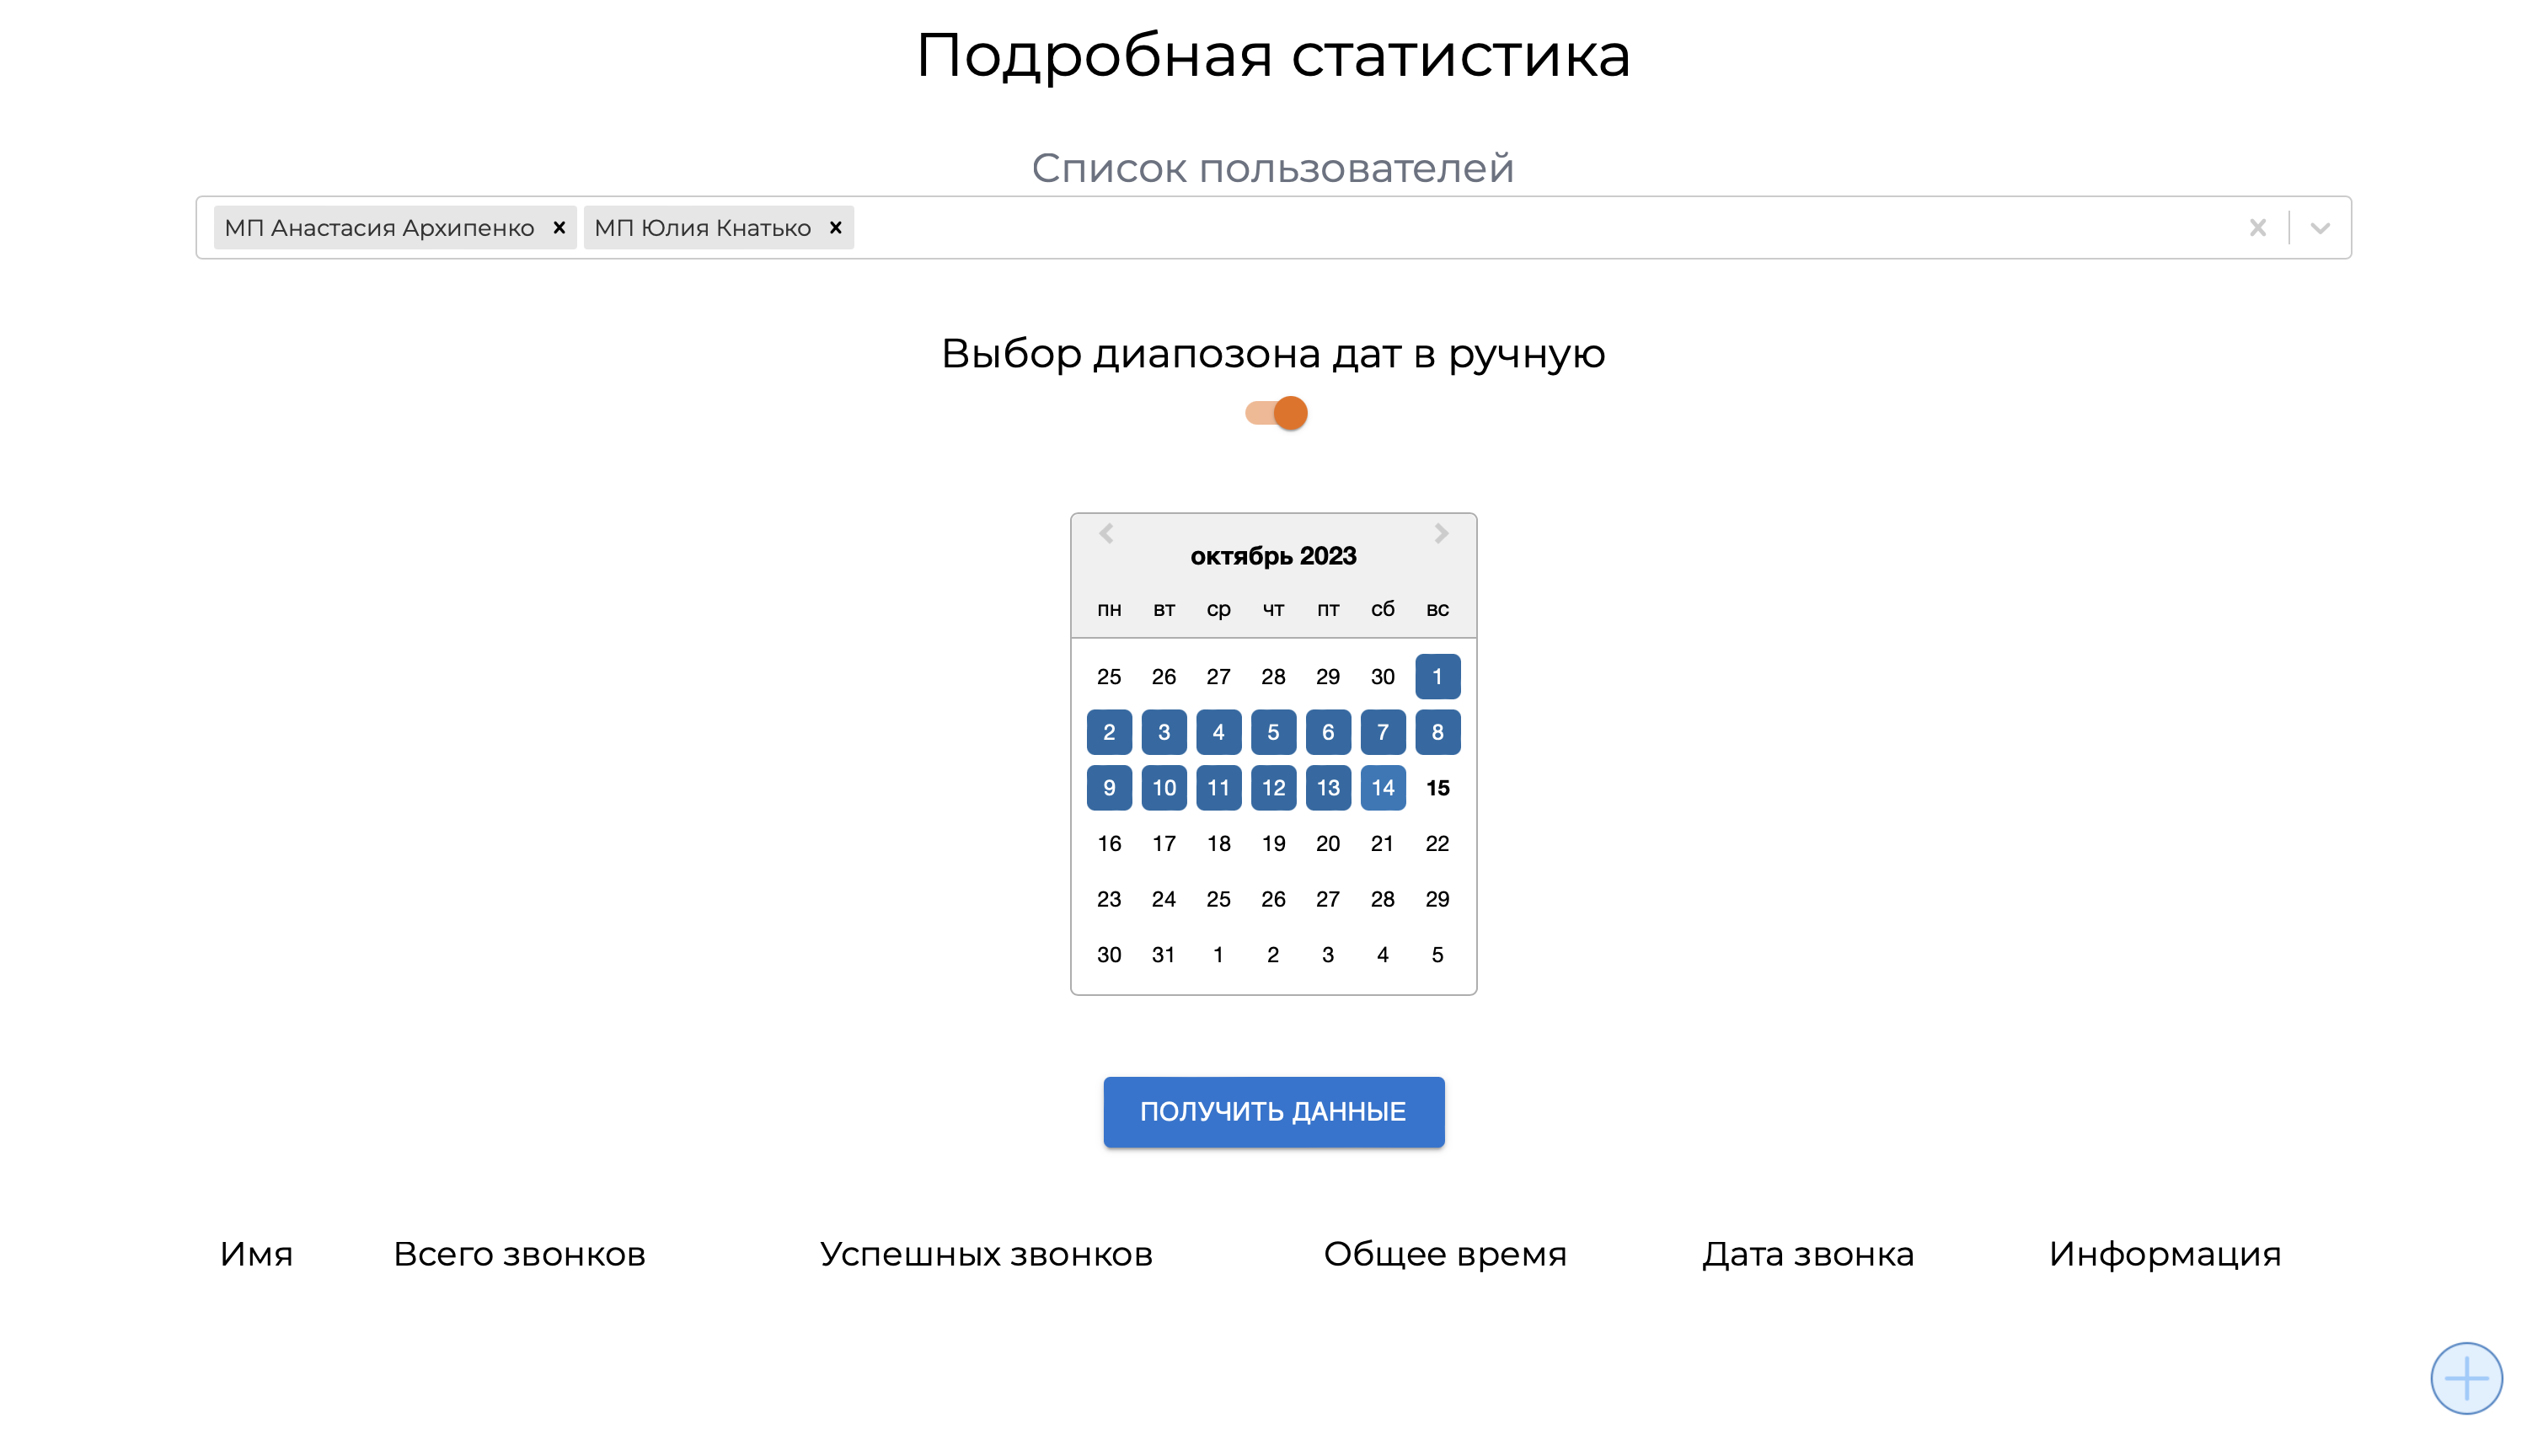 Подробная статистика
Список пользователей
МП Анастасия Архипенко МП Юлия Кнатько
Выбор диапозона дат в ручную
октябрь 2023
пн вт ср чт пт сб вс
25 26 27 28 29 30 1
2 3 4 5 6 7 8
9 10 11 12 13 14 15
16 17 18 19 20 21 22
23 24 25 26 27 28 29
30 31 1 2 3 4 5
ПОЛУЧИТЬ ДАННЫЕ
Имя Всего звонков Успешных звонков Общее время Дата звонка Информация